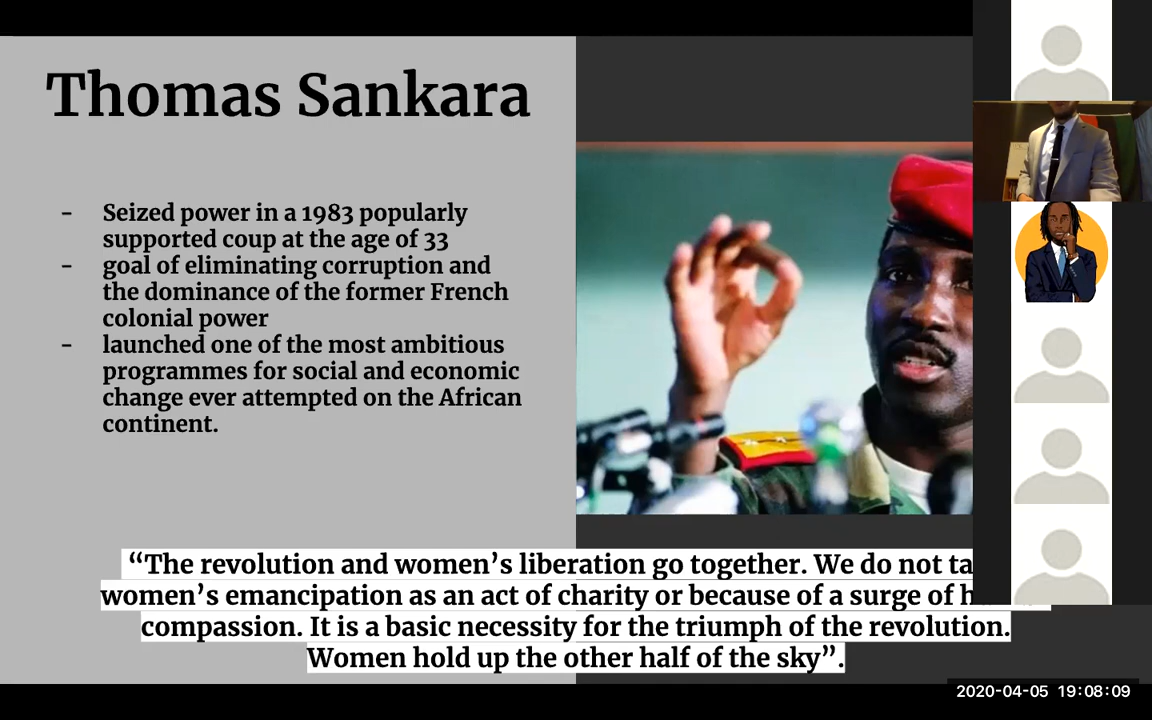 Thomas Sankara
- Seized power in a 1983 popularly
supported coup at the age of 33
- goal of eliminating corruption and
the dominance of the former French
colonial power
- launched one of the most ambitious
programmes for social and economic
change ever attempted on the African
continent.
“The revolution and women’s liberation go together. We do not
women’s emancipation as an act of charity or because of a surge of
compassion. It is a basic necessity for the triumph of the revolution.
Women hold up the other half of the sky”.
2020-04-05 19:08:09